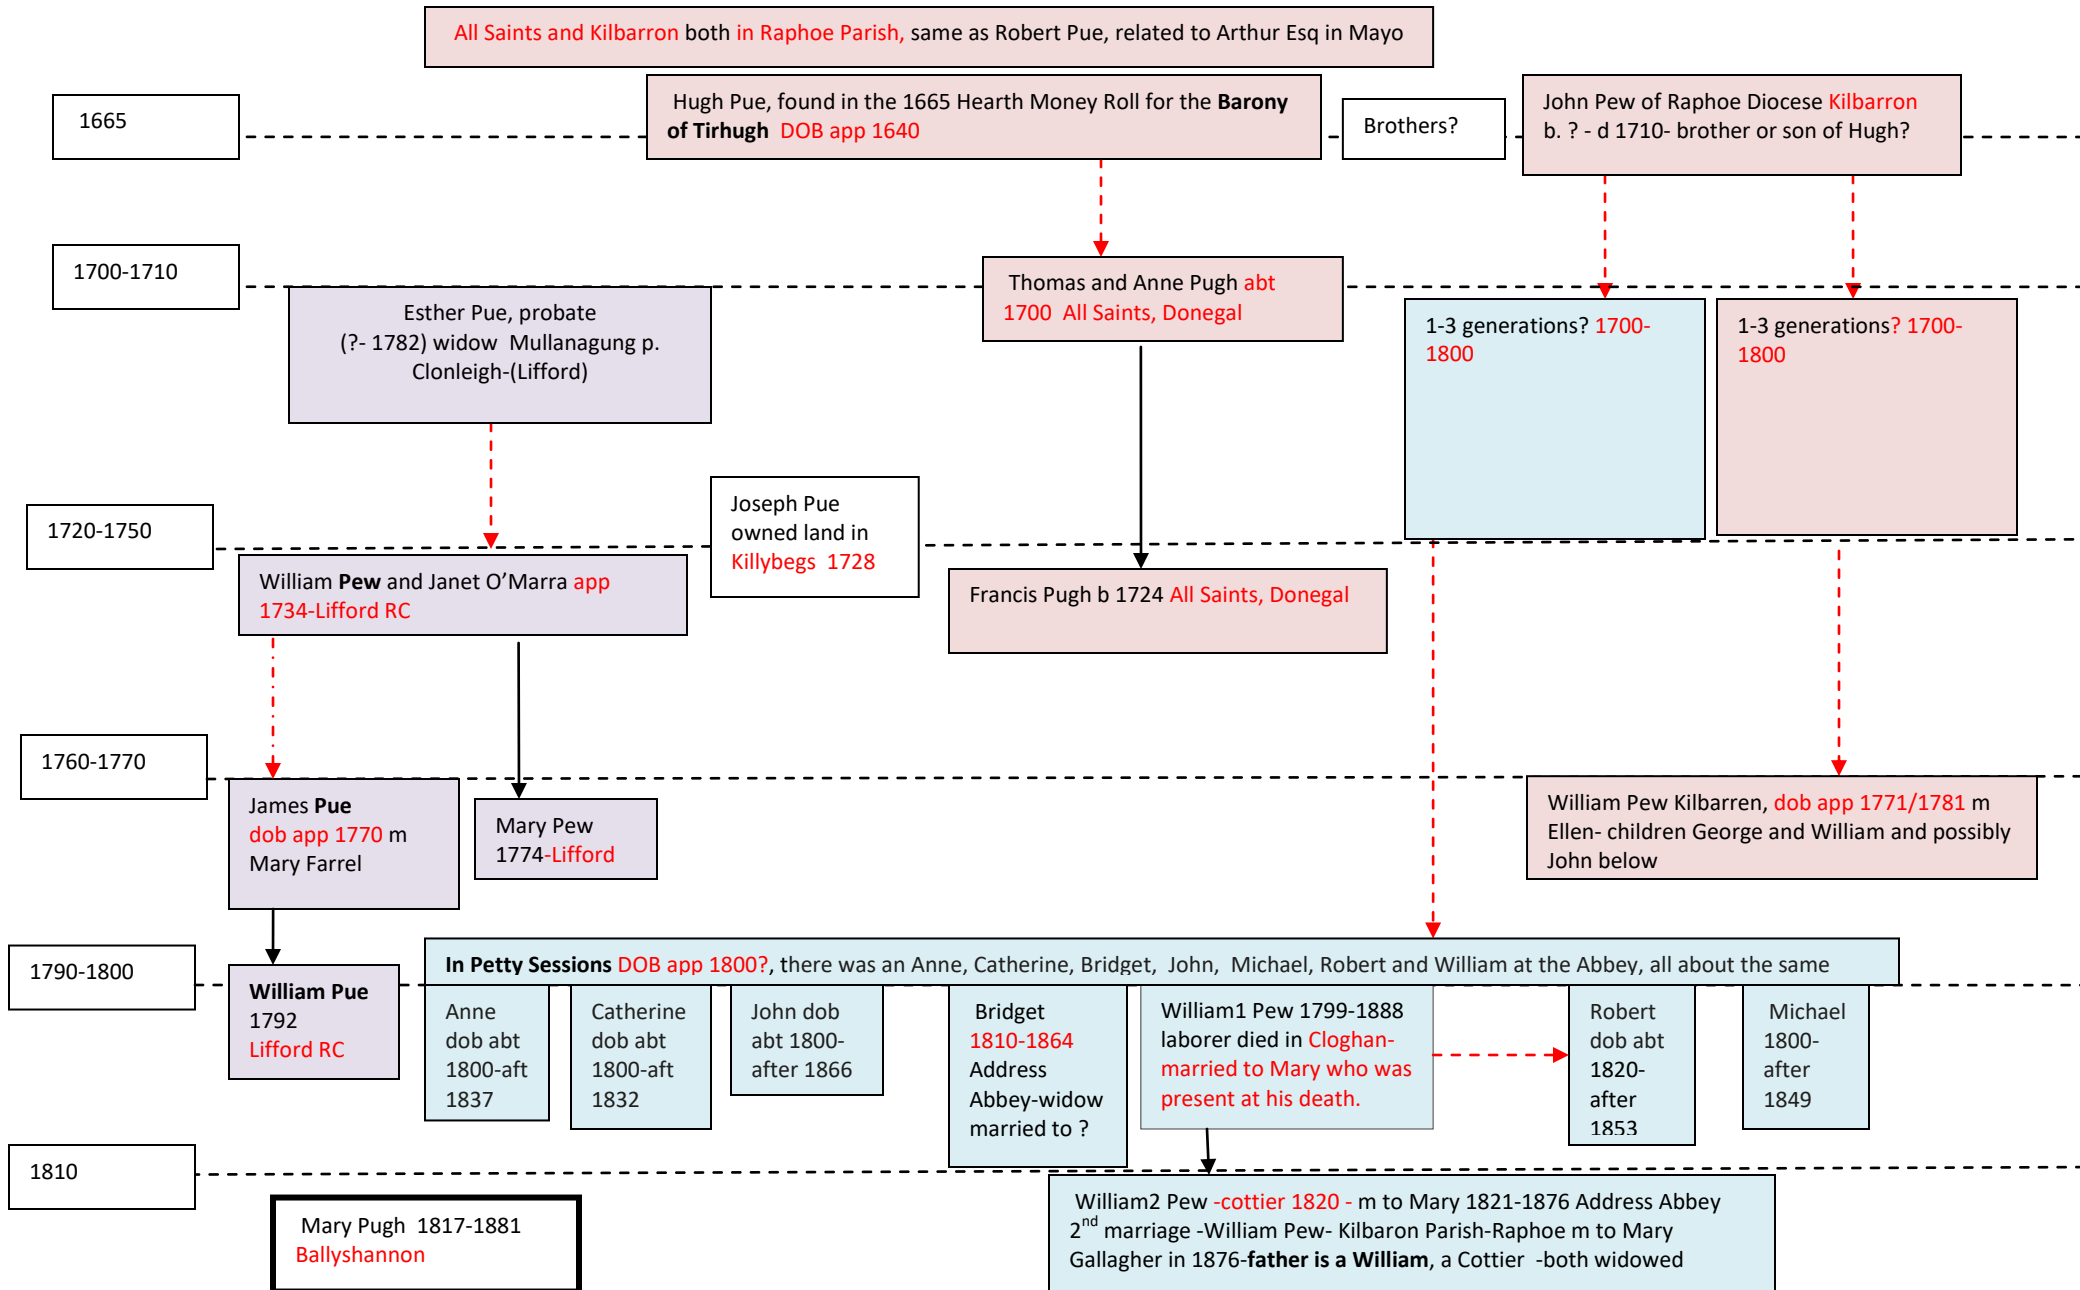 All Saints and Kilbarron both in Raphoe Parish, same as Robert Pue, related to Arthur Esq in Mayo
1665
Hugh Pue, found in the 1665 Hearth Money Roll for the Barony
of Tirhugh DOB app 1640
Brothers?
John Pew of Raphoe Diocese Kilbarron
b. ? - d 1710- brother or son of Hugh?
1700-1710
Esther Pue, probate
(?- 1782) widow Mullanagung p.
Clonleigh-(Lifford)
Thomas and Anne Pugh abt
1700 All Saints, Donegal
1-3 generations? 1700-
1800
1-3 generations? 1700-
1800
1720-1750
Joseph Pue
owned land in
Killybegs 1728
William Pew and Janet O’Marra app
1734-Lifford RC
Francis Pugh b 1724 All Saints, Donegal
1760-1770
James Pue
dob app 1770 m
Mary Farrel
Mary Pew
1774-Lifford
William Pew Kilbarren, dob app 1771/1781 m
Ellen- children George and William and possibly
John below
1790-1800
William Pue
1792
Lifford RC
In Petty Sessions DOB app 1800?, there was an Anne, Catherine, Bridget, John, Michael, Robert and William at the Abbey, all about the same
Anne
dob abt
1800-aft
1837
Catherine
dob abt
1800-aft
1832
John dob
abt 1800-
after 1866
Bridget
1810-1864
Address
Abbey-widow
married to ?
William1 Pew 1799-1888
laborer died in Cloghan-
married to Mary who was
present at his death.
Robert
dob abt
1820-
after
1853
Michael
1800-
after
1849
1810
Mary Pugh 1817-1881
Ballyshannon
William2 Pew -cottier 1820 - m to Mary 1821-1876 Address Abbey
2nd marriage -William Pew- Kilbaron Parish-Raphoe m to Mary
Gallagher in 1876-father is a William, a Cottier -both widowed